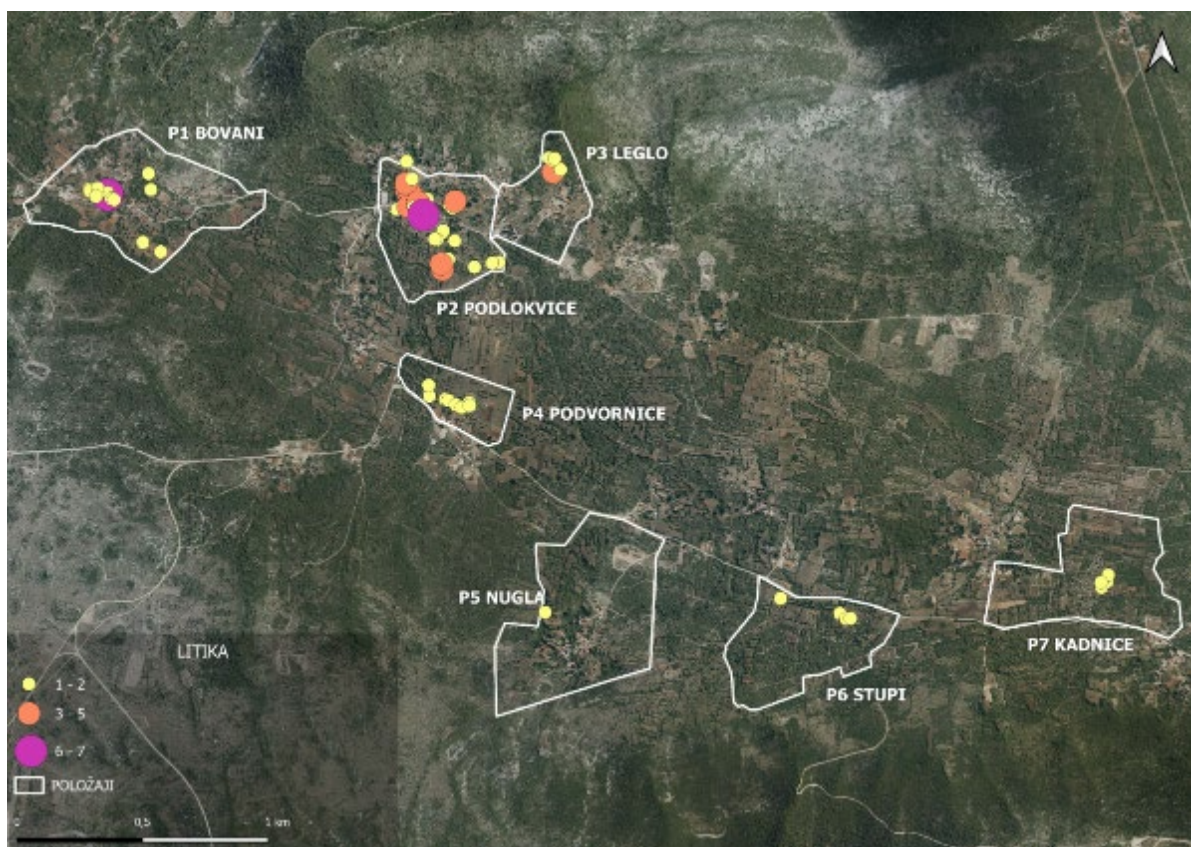 P1 BOVANI
P3 LEGLO
P2 PODLOKVICE
P4 PODVORNICE
P5 NUGLA
P6 STUPI
P7 KADNICE
LITIKA
1 - 2
3 - 5
6 - 7
POLOŽAJI
0 0,5 1 km